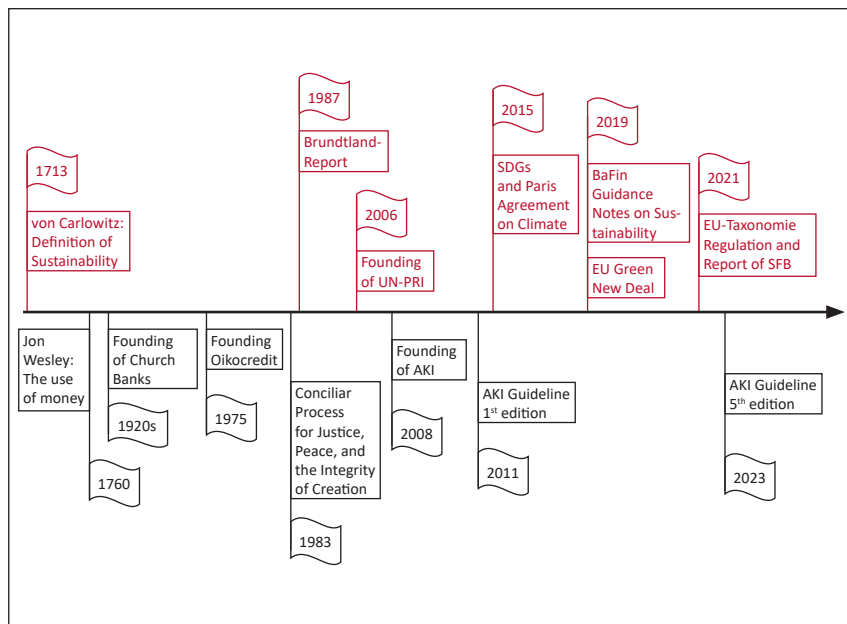 1713
von Carlowitz:
Definition of
Sustainability
1987
Brundtland-
Report
2006
Founding
of UN-PRI
2015
SDGs
and Paris
Agreement
on Climate
2019
BaFin
Guidance
Notes on Sus-
tainability
EU Green
New Deal
2021
EU-Taxonomie
Regulation and
Report of SFB
Jon
Wesley:
The use
of money
1760
Founding
of Church
Banks
1920s
Founding
Oikocredit
1975
Conciliar
Process
for Justice,
Peace, and
the Integrity
of Creation
1983
Founding
of AKI
2008
AKI Guideline
1st edition
2011
AKI Guideline
5th edition
2023